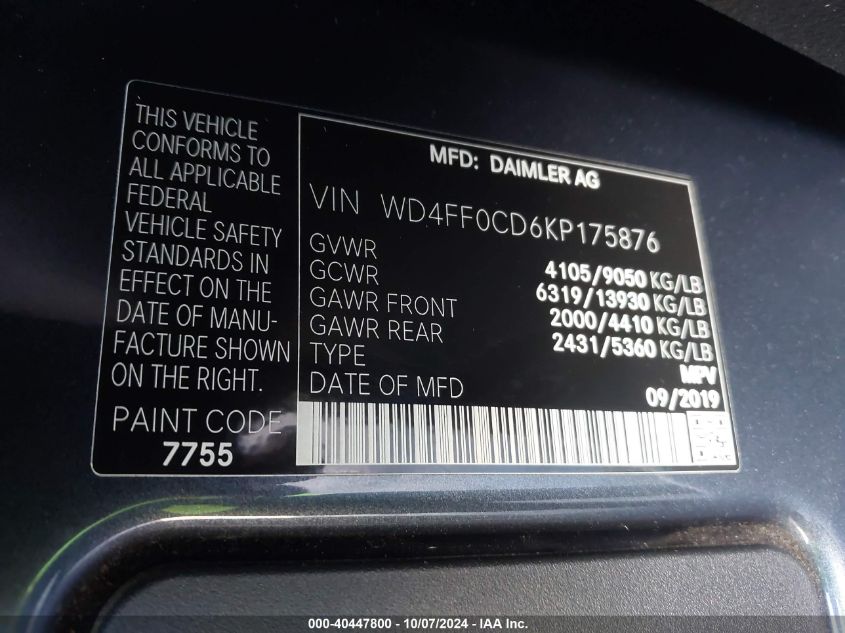 THIS VEHICLE
CONFORMS TO
ALL APPLICABLE
FEDERAL
VEHICLE SAFETY
STANDARDS IN
EFFECT ON THE
DATE OF MANU-
FACTURE SHOWN
ON THE RIGHT.
PAINT CODE
7755
MFD: DAIMLER AG
VIN WD4FF0CD6KP175876
GVWR 4105/9050 KG/LB
GCWR 6319/13930 KG/LB
GAWR FRONT 2000/4410 KG/LB
GAWR REAR 2431/5360 KG/LB
TYPE MPV
DATE OF MFD 09/2019
000-40447800 - 10/07/2024 - IAA Inc.